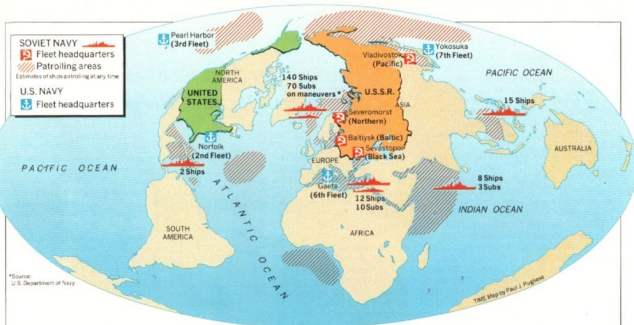 SOVIET NAVY
Fleet headquarters
Patroling areas
Estimates of ships patroling at any time
U.S. NAVY
Fleet headquarters
Pearl Harbor
(3rd Fleet)
NORTH
AMERICA
UNITED
STATES
140 Ships
70 Subs
on maneuvers*
Vladivostok
(Pacific)
Yokosuka
(7th Fleet)
PACIFIC OCEAN
U.S.S.R.
ASIA
15 Ships
Severomorst
(Northern)
Baltiysk (Baltic)
Sevastopol
(Black Sea)
AUSTRALIA
Norfolk
(2nd Fleet)
2 Ships
PACIFIC OCEAN
EUROPE
Gaeta
(6th Fleet)
8 Ships
3 Subs
12 Ships
10 Subs
ATLANTIC OCEAN
INDIAN OCEAN
SOUTH
AMERICA
AFRICA
*Source:
U.S. Department of Navy
TIME Map by Paul J. Pugliese